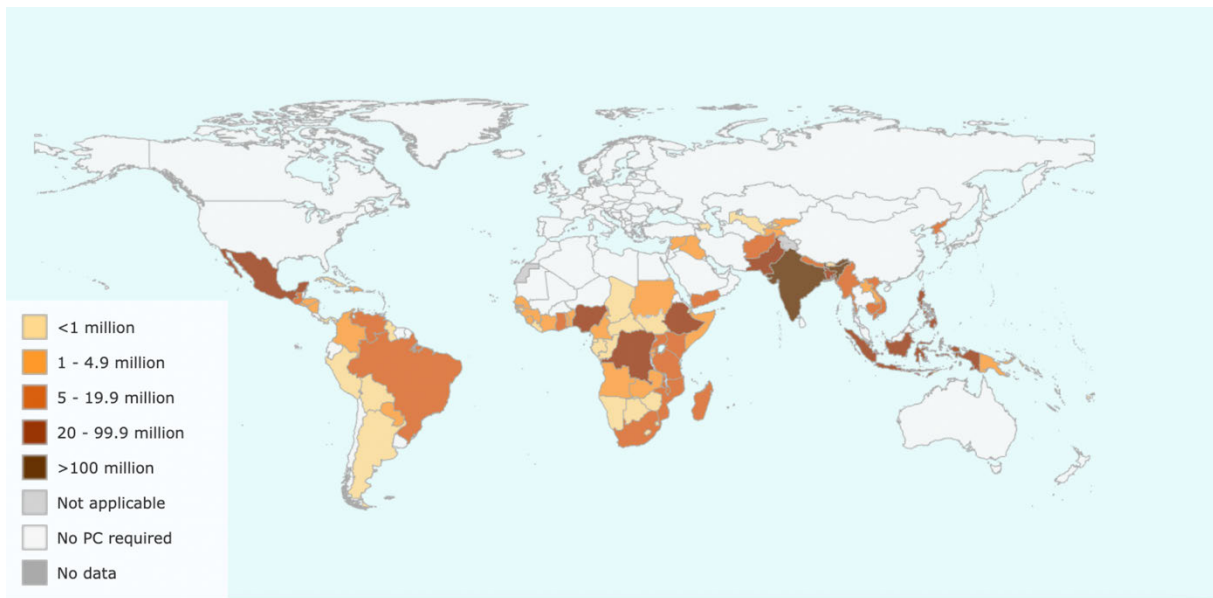 <1 million
1 - 4.9 million
5 - 19.9 million
20 - 99.9 million
>100 million
Not applicable
No PC required
No data